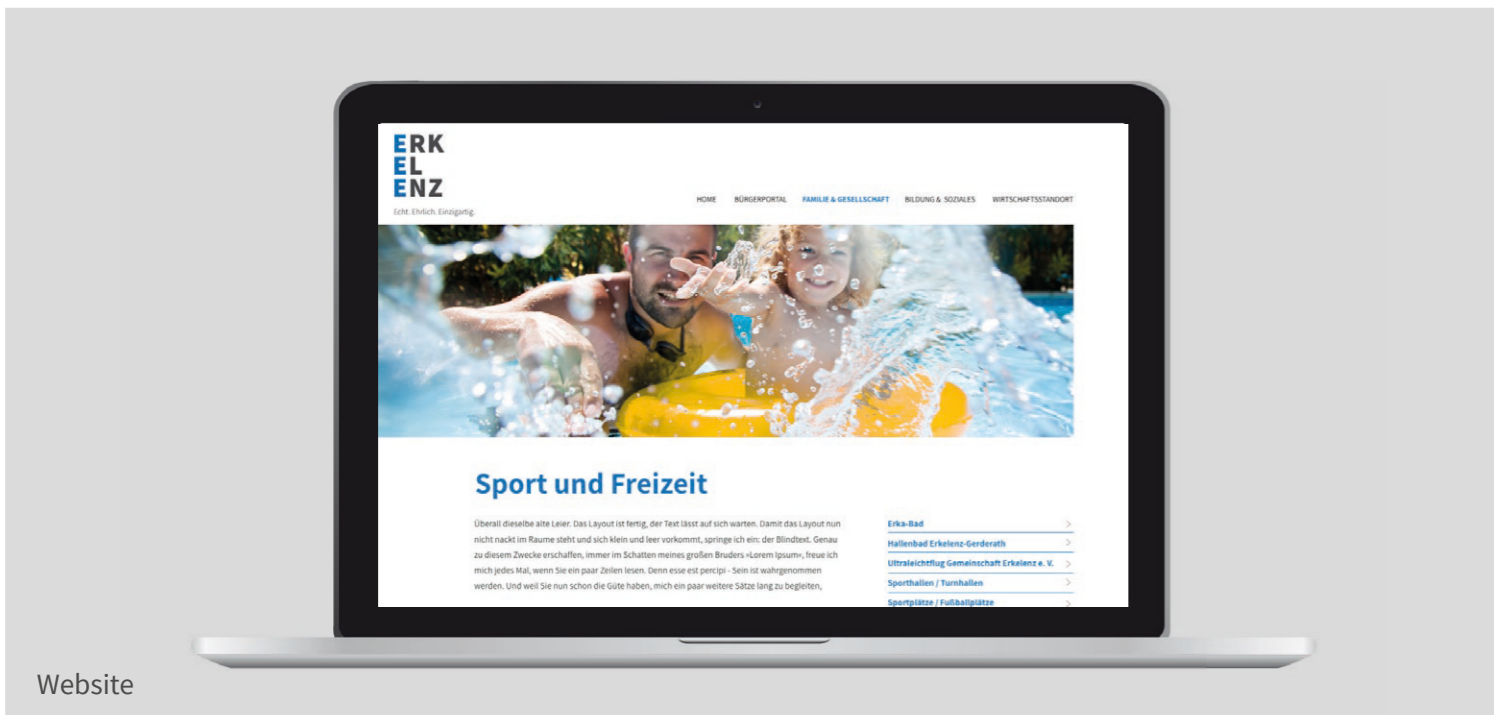 ERK
EL
ENZ
Echt. Ehrlich. Einzigartig.
HOME BÜRGERPORTAL FAMILIE & GESELLSCHAFT BILDUNG & SOZIALES WIRTSCHAFTSSTANDORT
Sport und Freizeit
Überall dieselbe alte Leier. Das Layout ist fertig, der Text lässt auf sich warten. Damit das Layout nun
nicht nackt im Raume steht und sich klein und leer vorkommt, springe ich ein: der Blindtext. Genau
zu diesem Zwecke erschaffen, immer im Schatten meines großen Bruders »Lorem Ipsum«, freue ich
mich jedes Mal, wenn Sie ein paar Zeilen lesen. Denn esse est percipi - Sein ist wahrgenommen
werden. Und weil Sie nun schon die Güte haben, mich ein paar weitere Sätze lang zu begleiten,
Erka-Bad
Hallenbad Erkelenz-Gerderath
Ultraleichtflug Gemeinschaft Erkelenz e. V.
Sporthallen / Turnhallen
Sportplätze / Fußballplätze
Website